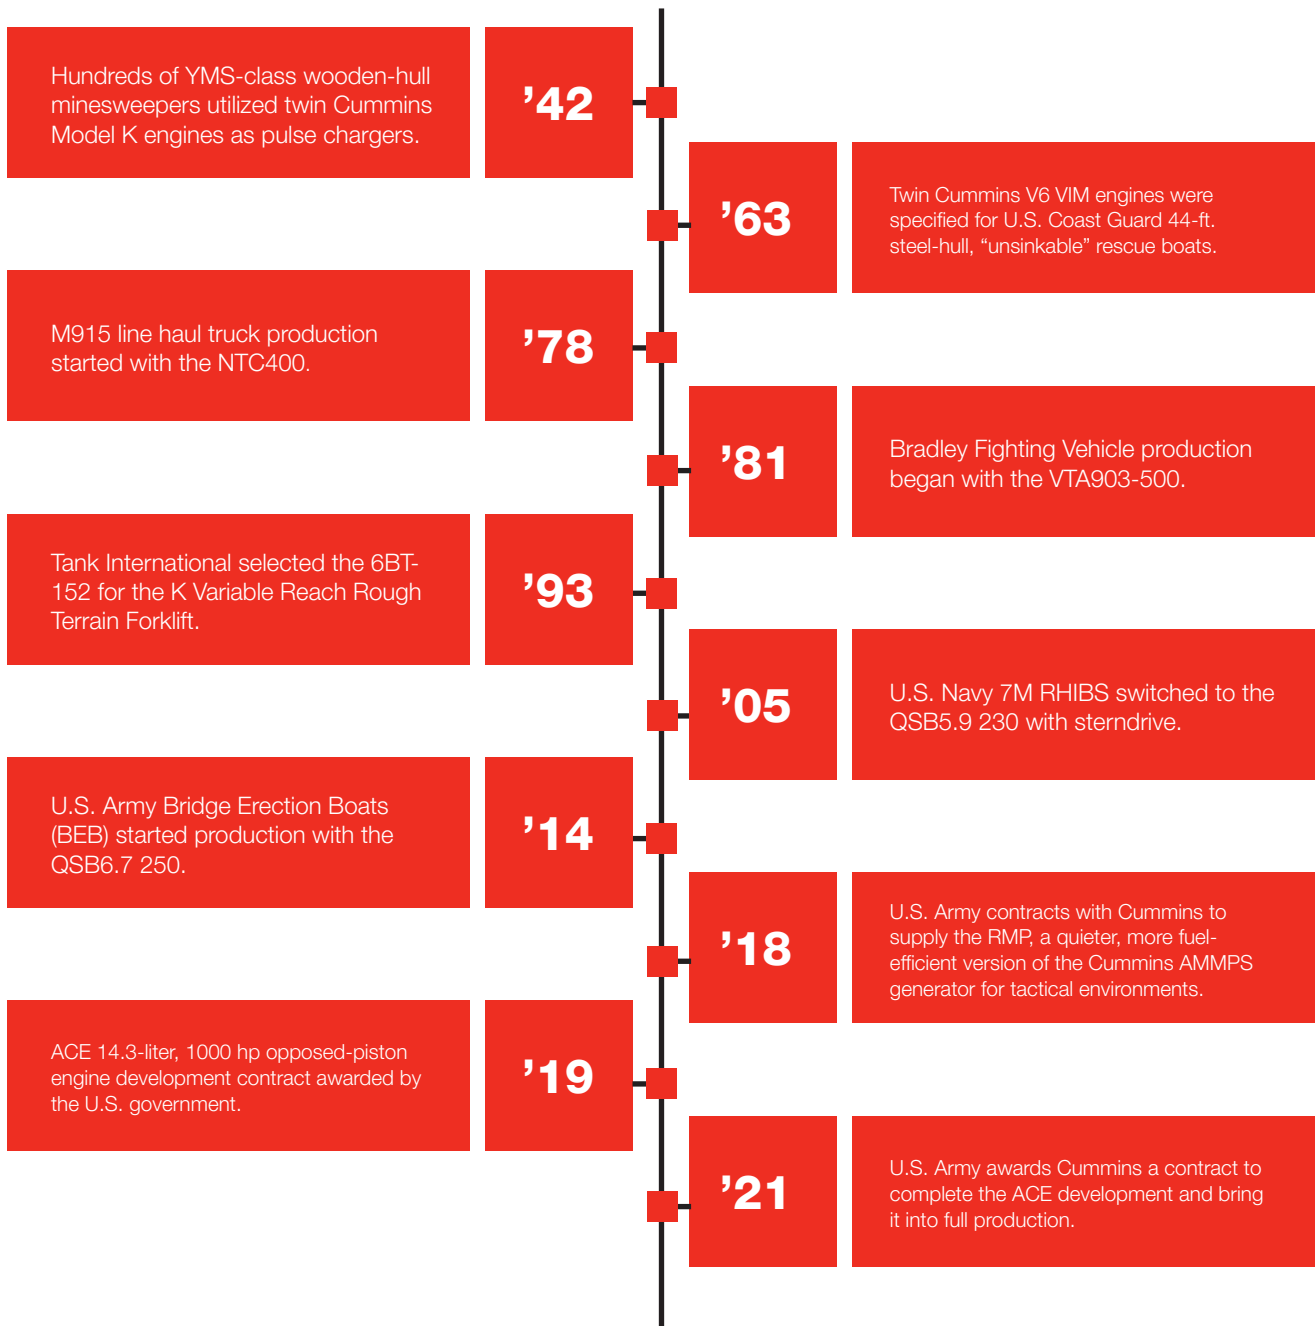 Hundreds of YMS-class wooden-hull
minesweepers utilized twin Cummins
Model K engines as pulse chargers.
’42
’63
Twin Cummins V6 VIM engines were
specified for U.S. Coast Guard 44-ft.
steel-hull, “unsinkable” rescue boats.
M915 line haul truck production
started with the NTC400.
’78
’81
Bradley Fighting Vehicle production
began with the VTA903-500.
Tank International selected the 6BT-
152 for the K Variable Reach Rough
Terrain Forklift.
’93
’05
U.S. Navy 7M RHIBS switched to the
QSB5.9 230 with sterndrive.
U.S. Army Bridge Erection Boats
(BEB) started production with the
QSB6.7 250.
’14
’18
U.S. Army contracts with Cummins to
supply the RMP, a quieter, more fuel-
efficient version of the Cummins AMMPS
generator for tactical environments.
ACE 14.3-liter, 1000 hp opposed-piston
engine development contract awarded by
the U.S. government.
’19
’21
U.S. Army awards Cummins a contract to
complete the ACE development and bring
it into full production.